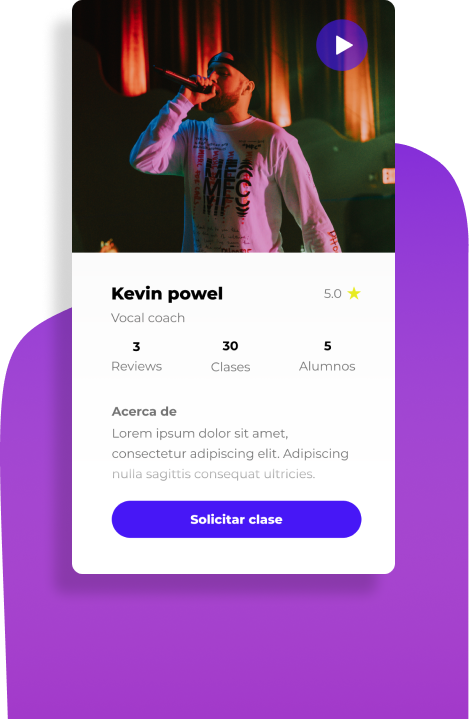 Kevin powel
5.0
Vocal coach
3
30
5
Reviews
Clases
Alumnos
Acerca de
Lorem ipsum dolor sit amet,
consectetur adipiscing elit. Adipiscing
nulla sagittis consequat ultricies.
Solicitar clase